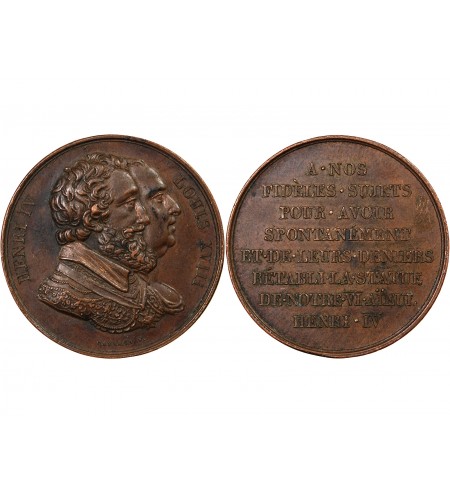 HENRI IV
LOUIS XVIII
A·NOS
FIDÈLES·SUJETS
POUR·AVOIR
SPONTANÉMENT
ET·DE·LEURS·DENIERS
RÉTABLI·LA·STATUE
DE·NOTRE·VI·AÏEUL
HENRI·IV